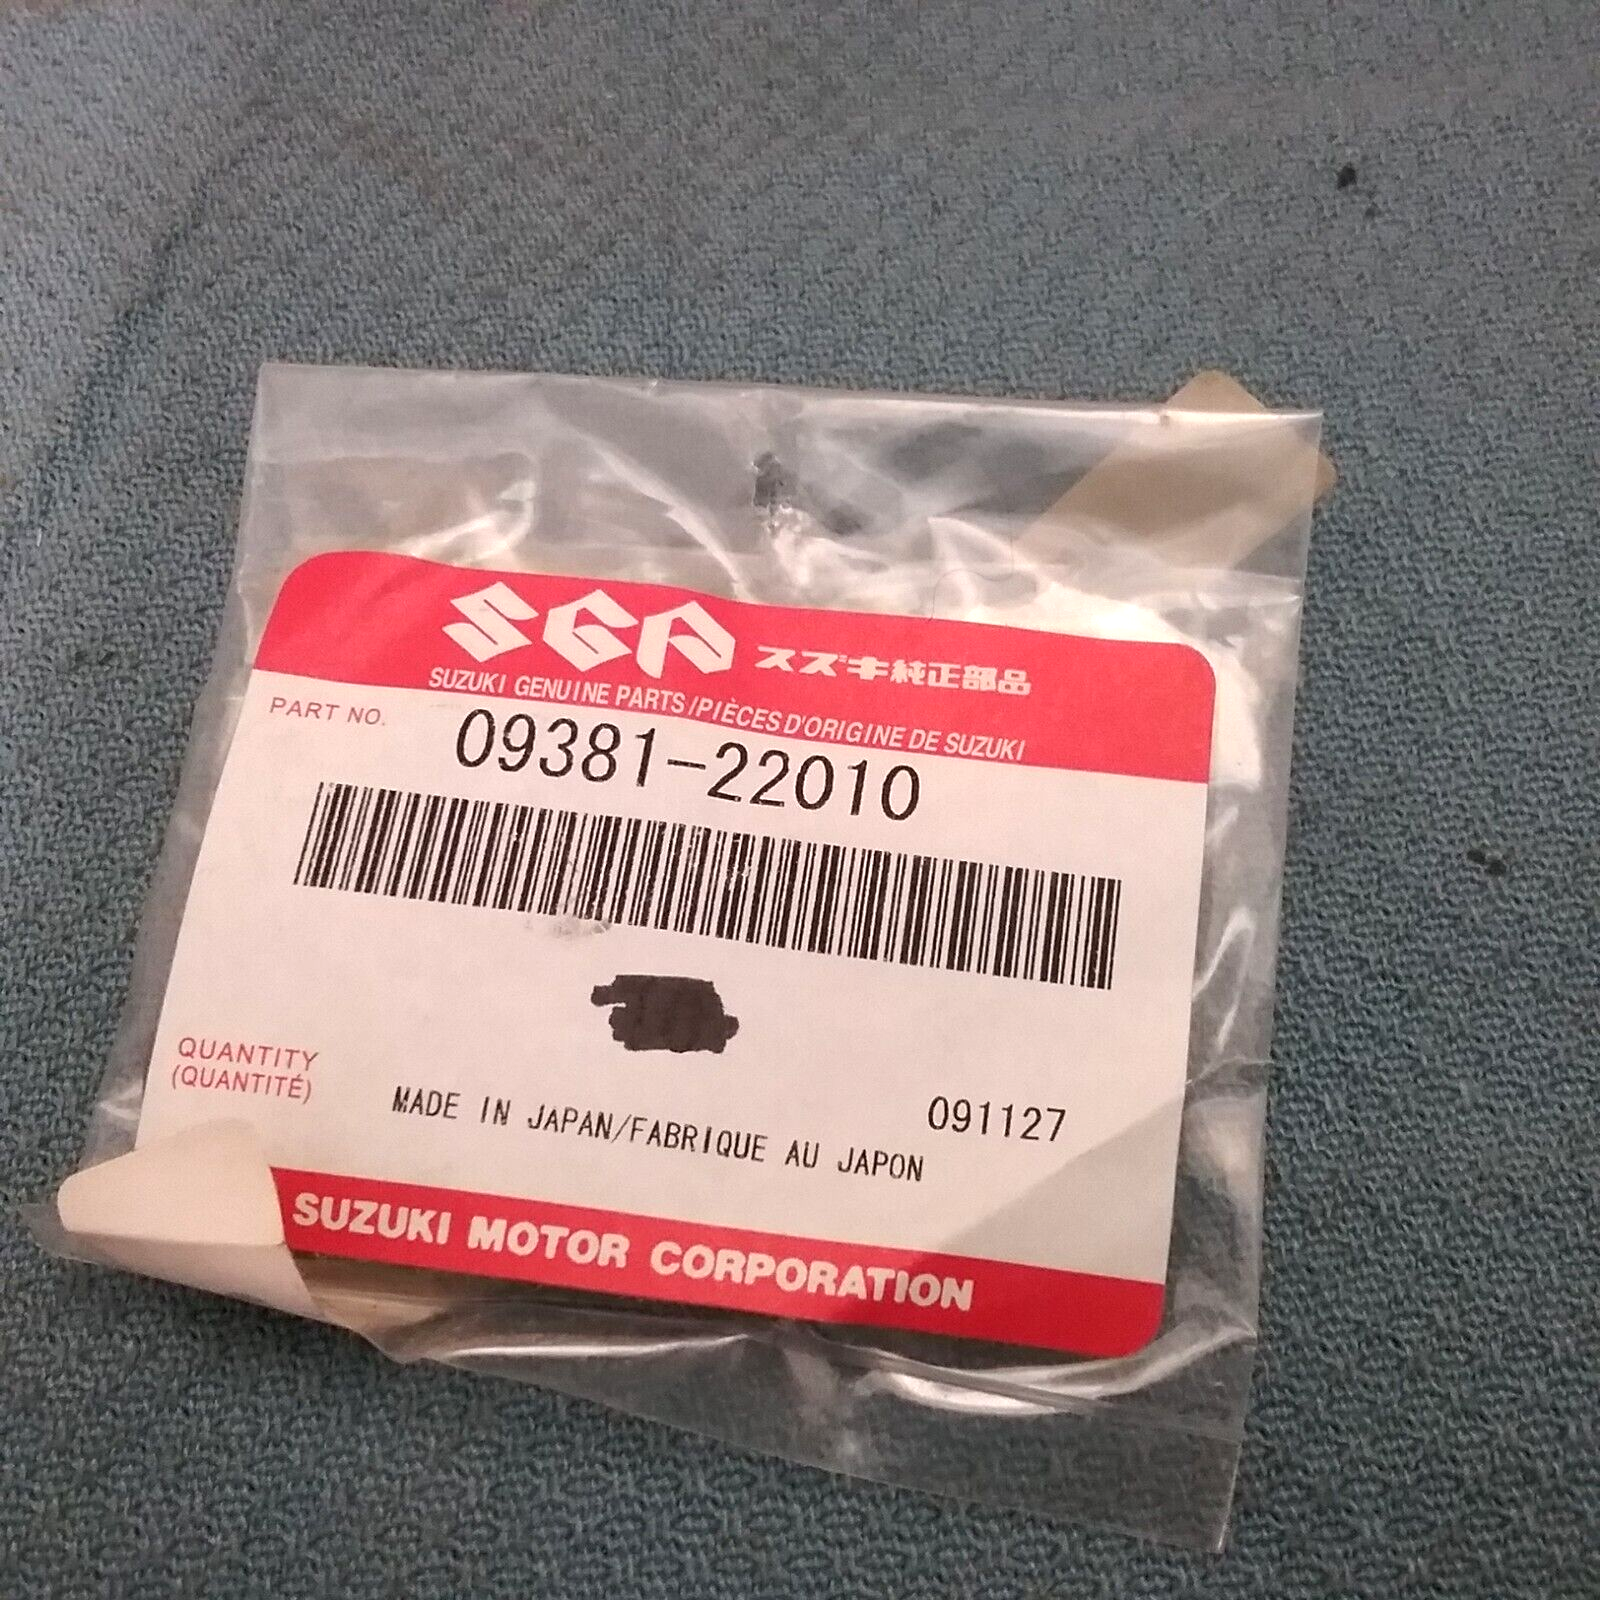 SGP スズキ純正部品
SUZUKI GENUINE PARTS/PIÈCES D'ORIGINE DE SUZUKI
PART NO. 09381-22010
QUANTITY
(QUANTITÉ)
MADE IN JAPAN/FABRIQUE AU JAPON
091127
SUZUKI MOTOR CORPORATION